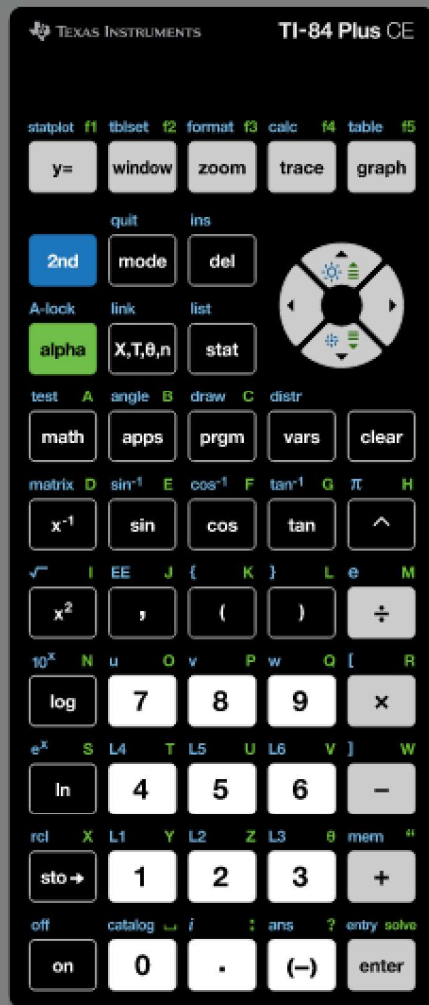 TEXAS INSTRUMENTS TI-84 Plus CE
statplot f1 tblset f2 format f3 calc f4 table f5
y= window zoom trace graph
quit ins
2nd mode del
A-lock link list
alpha X,T,θ,n stat
test A angle B draw C distr
math apps prgm vars clear
matrix D sin⁻¹ E cos⁻¹ F tan⁻¹ G π H
x⁻¹ sin cos tan ^
√‾ I EE J { K } L e M
x² , ( ) ÷
10ˣ N u O v P w Q [ R
log 7 8 9 ×
eˣ S L4 T L5 U L6 V ] W
ln 4 5 6 −
rcl X L1 Y L2 Z L3 θ mem “
sto→ 1 2 3 +
off catalog ␣ i : ans ? entry solve
on 0 . (−) enter